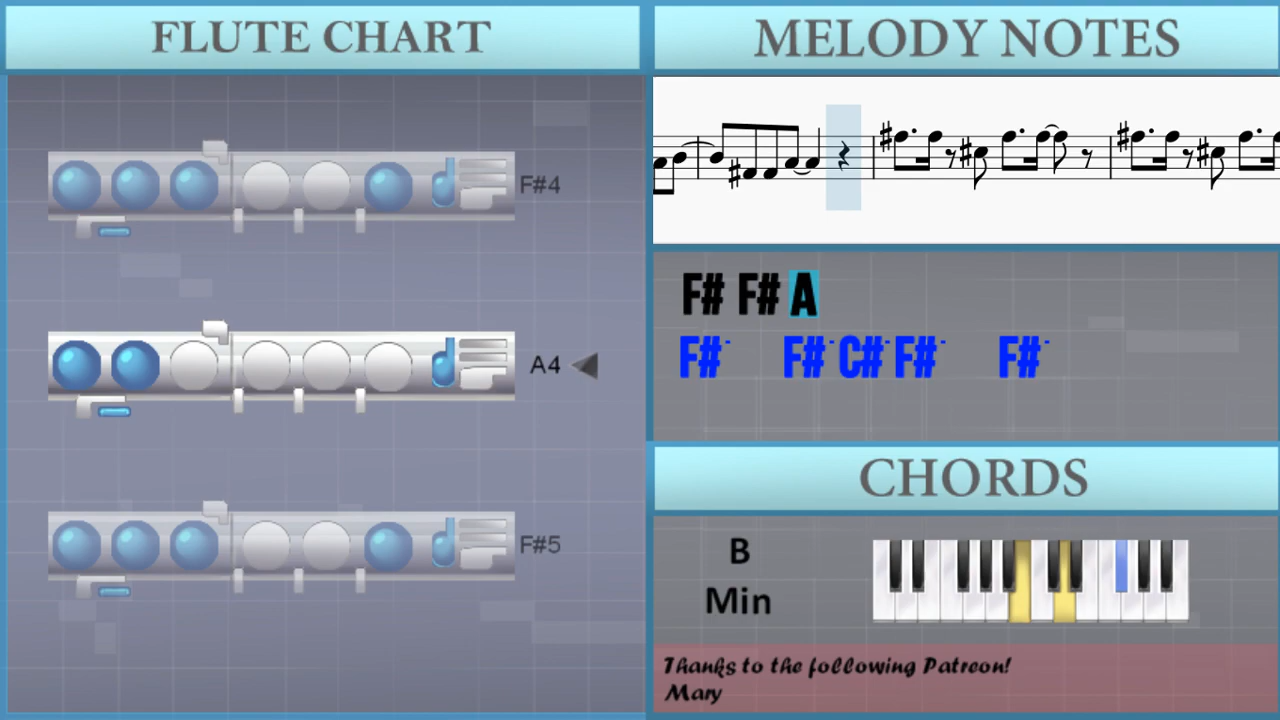 FLUTE CHART
F#4
A4
F#5
MELODY NOTES
F# F# A
F#· F#· C#· F#· F#·
CHORDS
B
Min
Thanks to the following Patreon!
Mary